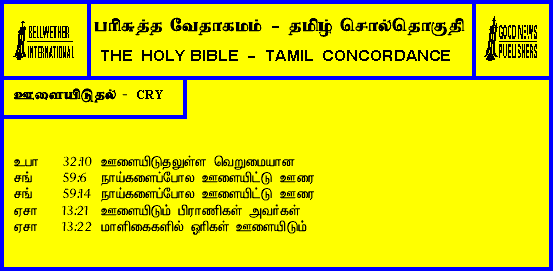 BELLWETHER
INTERNATIONAL
பரிசுத்த வேதாகமம் - தமிழ் சொல்தொகுதி
THE HOLY BIBLE - TAMIL CONCORDANCE
GOOD NEWS
PUBLISHERS
ஊளையிடுதல் - CRY
உபா 32:10 ஊளையிடுதலுள்ள வெறுமையான
சங் 59:6 நாய்களைப்போல ஊளையிட்டு ஊரை
சங் 59:14 நாய்களைப்போல ஊளையிட்டு ஊரை
ஏசா 13:21 ஊளையிடும் பிராணிகள் அவர்கள்
ஏசா 13:22 மாளிகைகளில் ஓரிகள் ஊளையிடும்